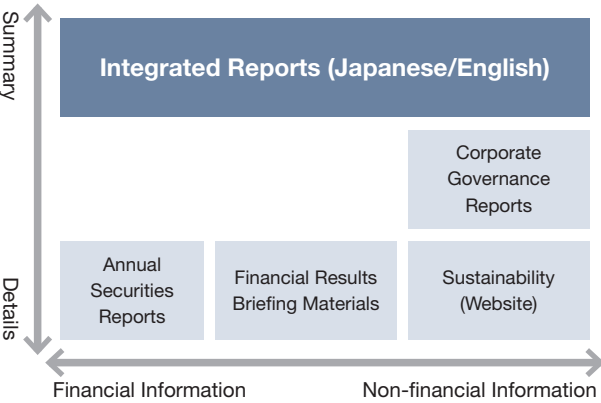 Summary
Integrated Reports (Japanese/English)
Corporate
Governance
Reports
Annual
Securities
Reports
Financial Results
Briefing Materials
Sustainability
(Website)
Details
Financial Information
Non-financial Information